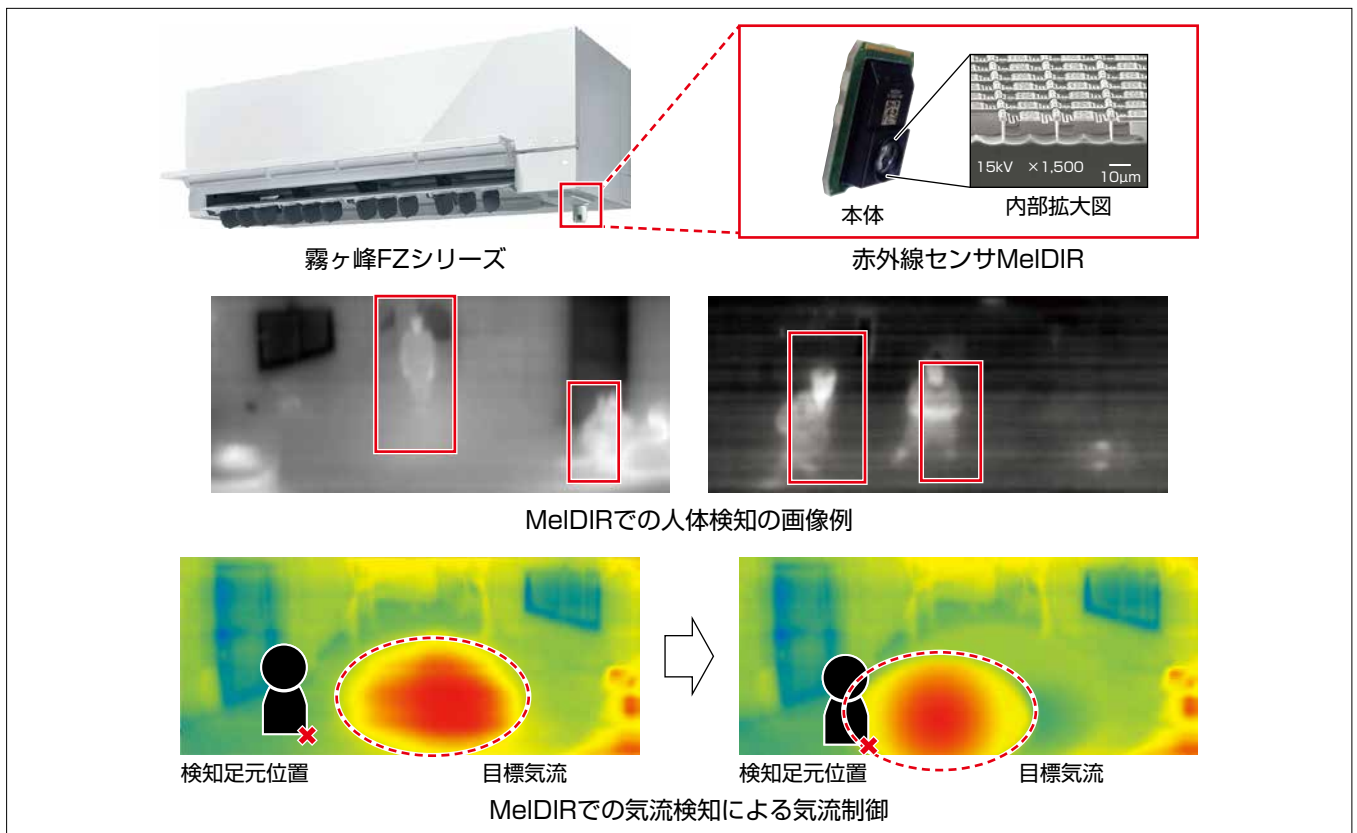 15kV ×1,500 10μm
本体
内部拡大図
霧ヶ峰FZシリーズ
赤外線センサMelDIR
MelDIRでの人体検知の画像例
検知足元位置
目標気流
検知足元位置
目標気流
MelDIRでの気流検知による気流制御